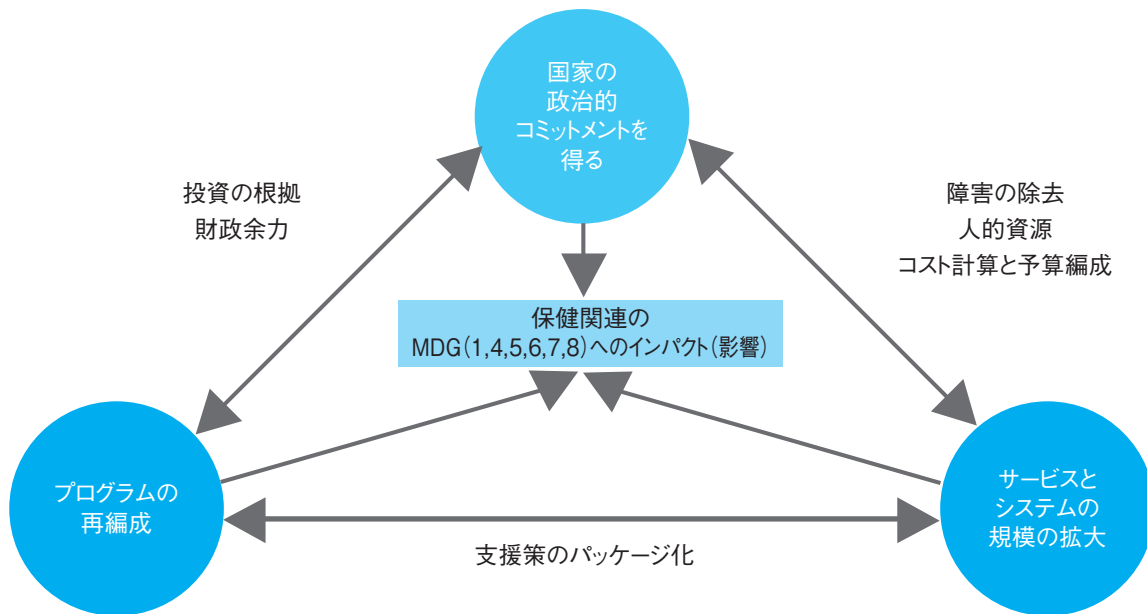 国家の
政治的
コミットメントを
得る
投資の根拠
財政余力
障害の除去
人的資源
コスト計算と予算編成
保健関連の
MDG(1,4,5,6,7,8)へのインパクト(影響)
プログラムの
再編成
サービスと
システムの
規模の拡大
支援策のパッケージ化